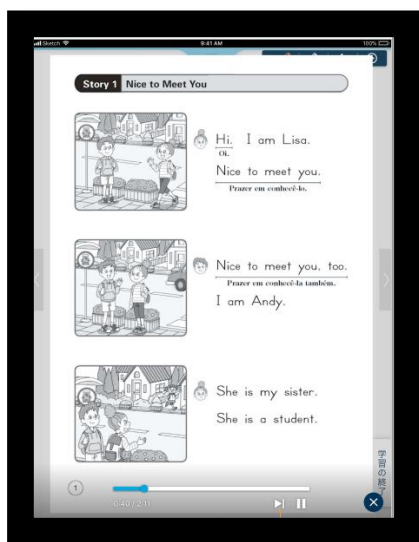 Sketch
9:41 AM
100%
Story 1 Nice to Meet You
Hi. I am Lisa.
Oi.
Nice to meet you.
Prazer em conhecê-lo.
Nice to meet you, too.
Prazer em conhecê-la também.
I am Andy.
She is my sister.
She is a student.
学習の終了
1
0:40 / 2:11